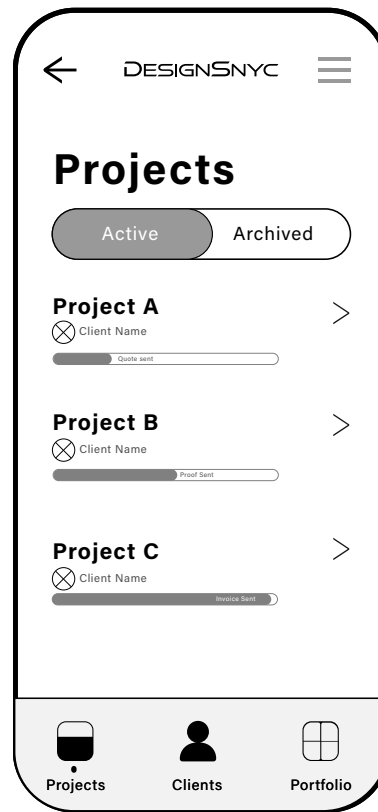 DesignSnyc
Projects
Active Archived
Project A
Client Name
Quote sent
Project B
Client Name
Proof Sent
Project C
Client Name
Invoice Sent
Projects Clients Portfolio